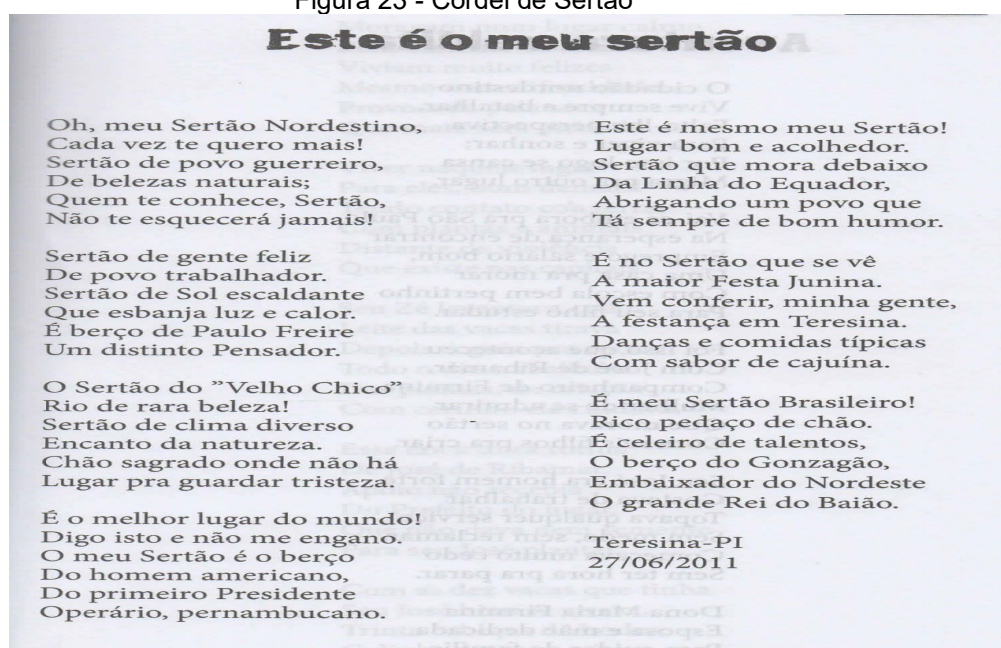 Figura 23 - Cordel de Sertão
Este é o meu sertão
Oh, meu Sertão Nordestino,
Cada vez te quero mais!
Sertão de povo guerreiro,
De belezas naturais;
Quem te conhece, Sertão,
Não te esquecerá jamais!
Sertão de gente feliz
De povo trabalhador.
Sertão de Sol escaldante
Que esbanja luz e calor.
É berço de Paulo Freire
Um distinto Pensador.
O Sertão do ”Velho Chico”
Rio de rara beleza!
Sertão de clima diverso
Encanto da natureza.
Chão sagrado onde não há
Lugar pra guardar tristeza.
É o melhor lugar do mundo!
Digo isto e não me engano.
O meu Sertão é o berço
Do homem americano,
Do primeiro Presidente
Operário, pernambucano.
Este é mesmo meu Sertão!
Lugar bom e acolhedor.
Sertão que mora debaixo
Da Linha do Equador,
Abrigando um povo que
Tá sempre de bom humor.
É no Sertão que se vê
A maior Festa Junina.
Vem conferir, minha gente,
A festança em Teresina.
Danças e comidas típicas
Com sabor de cajuína.
É meu Sertão Brasileiro!
Rico pedaço de chão.
É celeiro de talentos,
O berço do Gonzagão,
Embaixador do Nordeste
O grande Rei do Baião.
Teresina-PI
27/06/2011